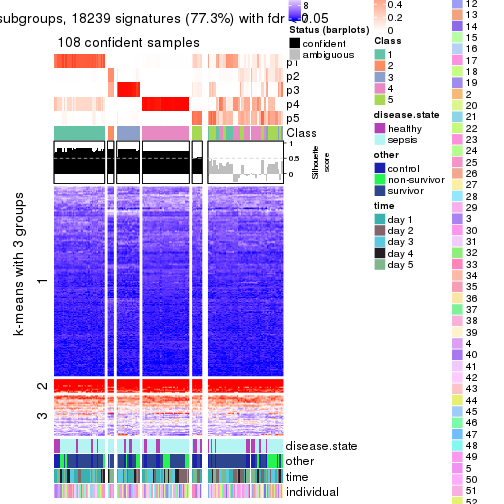 subgroups, 18239 signatures (77.3%) with fdr < 0.05
108 confident samples
p1
p2
p3
p4
p5
Class
1
0.5
0
Silhouette
score
k-means with 3 groups
1
2
3
disease.state
other
time
individual
8
0
Status (barplots)
confident
ambiguous
0.4
0.2
0
Class
1
2
3
4
5
disease.state
healthy
sepsis
other
control
non-survivor
survivor
time
day 1
day 2
day 3
day 4
day 5
12
13
14
15
16
17
18
19
2
20
21
22
23
24
25
26
27
28
29
3
30
31
32
33
34
35
36
37
38
39
4
40
41
42
43
44
45
46
47
48
49
5
50
51
52